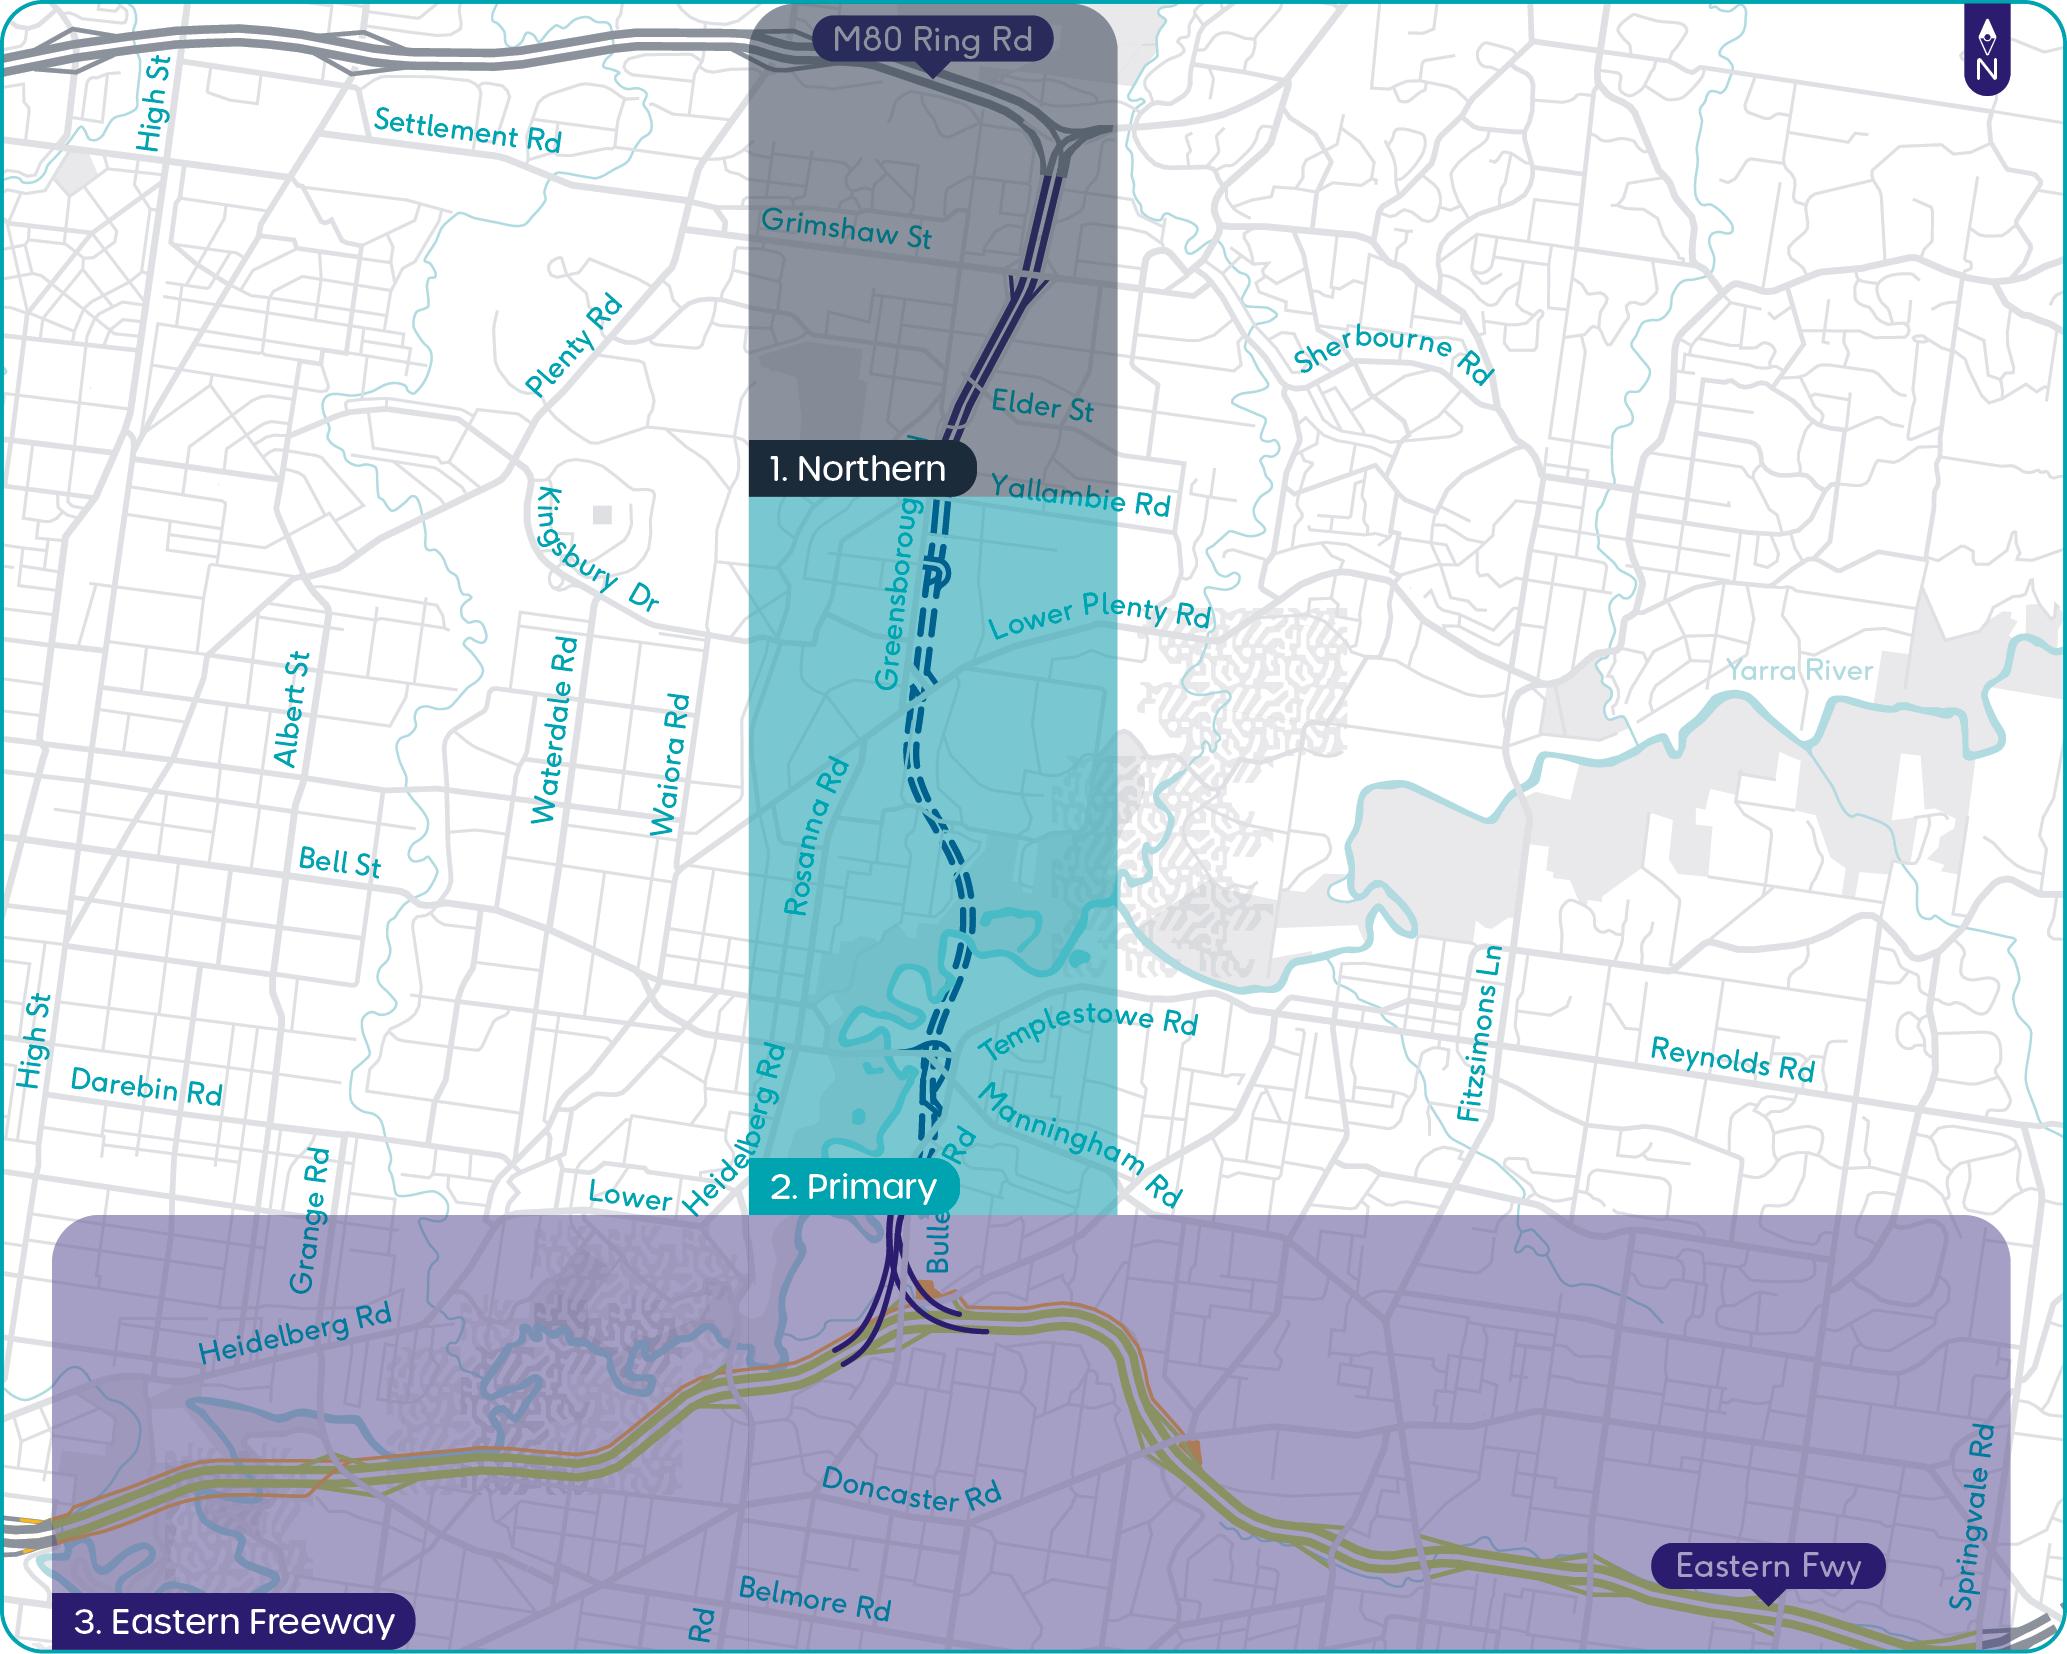 M80 Ring Rd
N
High St
Settlement Rd
Grimshaw St
Plenty Rd
Sherbourne Rd
Elder St
1. Northern
Yallambie Rd
Kingsbury Dr
Greensboroug
Lower Plenty Rd
Yarra River
Albert St
Waterdale Rd
Waiora Rd
Rosanna Rd
Bell St
Fitzsimons Ln
High St
Templestowe Rd
Reynolds Rd
Darebin Rd
Heidelberg Rd
Manningham Rd
Rd
Grange Rd
Lower
2. Primary
Bulle
Heidelberg Rd
Doncaster Rd
Springvale Rd
Eastern Fwy
Belmore Rd
Rd
3. Eastern Freeway